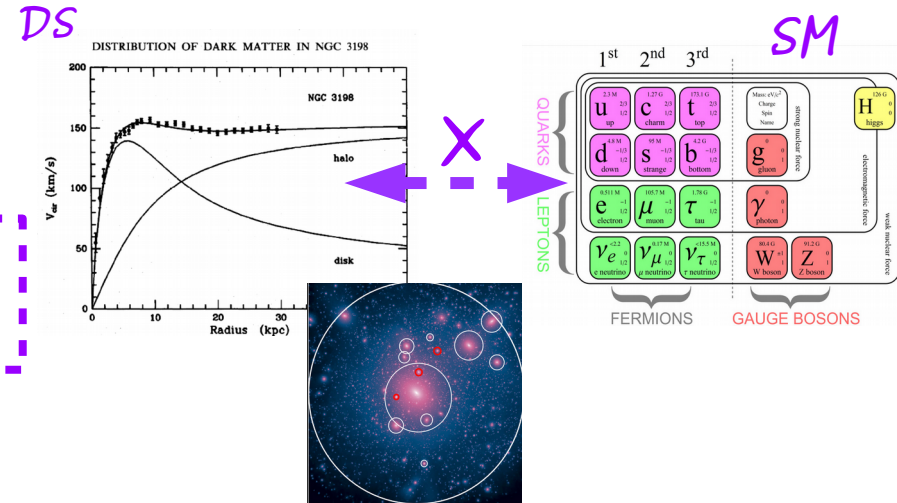 DS
DISTRIBUTION OF DARK MATTER IN NGC 3198
200
150
100
50
0
V_cir (km/s)
NGC 3198
halo
disk
0 10 20 30
Radius (kpc)
X
SM
1st 2nd 3rd
QUARKS
2.3 M 2/3 1/2 u up
1.27 G 2/3 1/2 c charm
173.1 G 2/3 1/2 t top
Mass: eV/c² Charge Spin Name
126 G 0 0 H higgs
4.8 M −1/3 1/2 d down
95 M −1/3 1/2 s strange
4.2 G −1/3 1/2 b bottom
0 0 1 g gluon
strong nuclear force
LEPTONS
0.511 M −1 1/2 e electron
105.7 M −1 1/2 μ muon
1.78 G −1 1/2 τ tau
0 0 1 γ photon
electromagnetic force
<2.2 0 1/2 νe e neutrino
<0.17 M 0 1/2 νμ μ neutrino
<15.5 M 0 1/2 ντ τ neutrino
80.4 G ±1 1 W W boson
91.2 G 0 1 Z Z boson
weak nuclear force
FERMIONS
GAUGE BOSONS